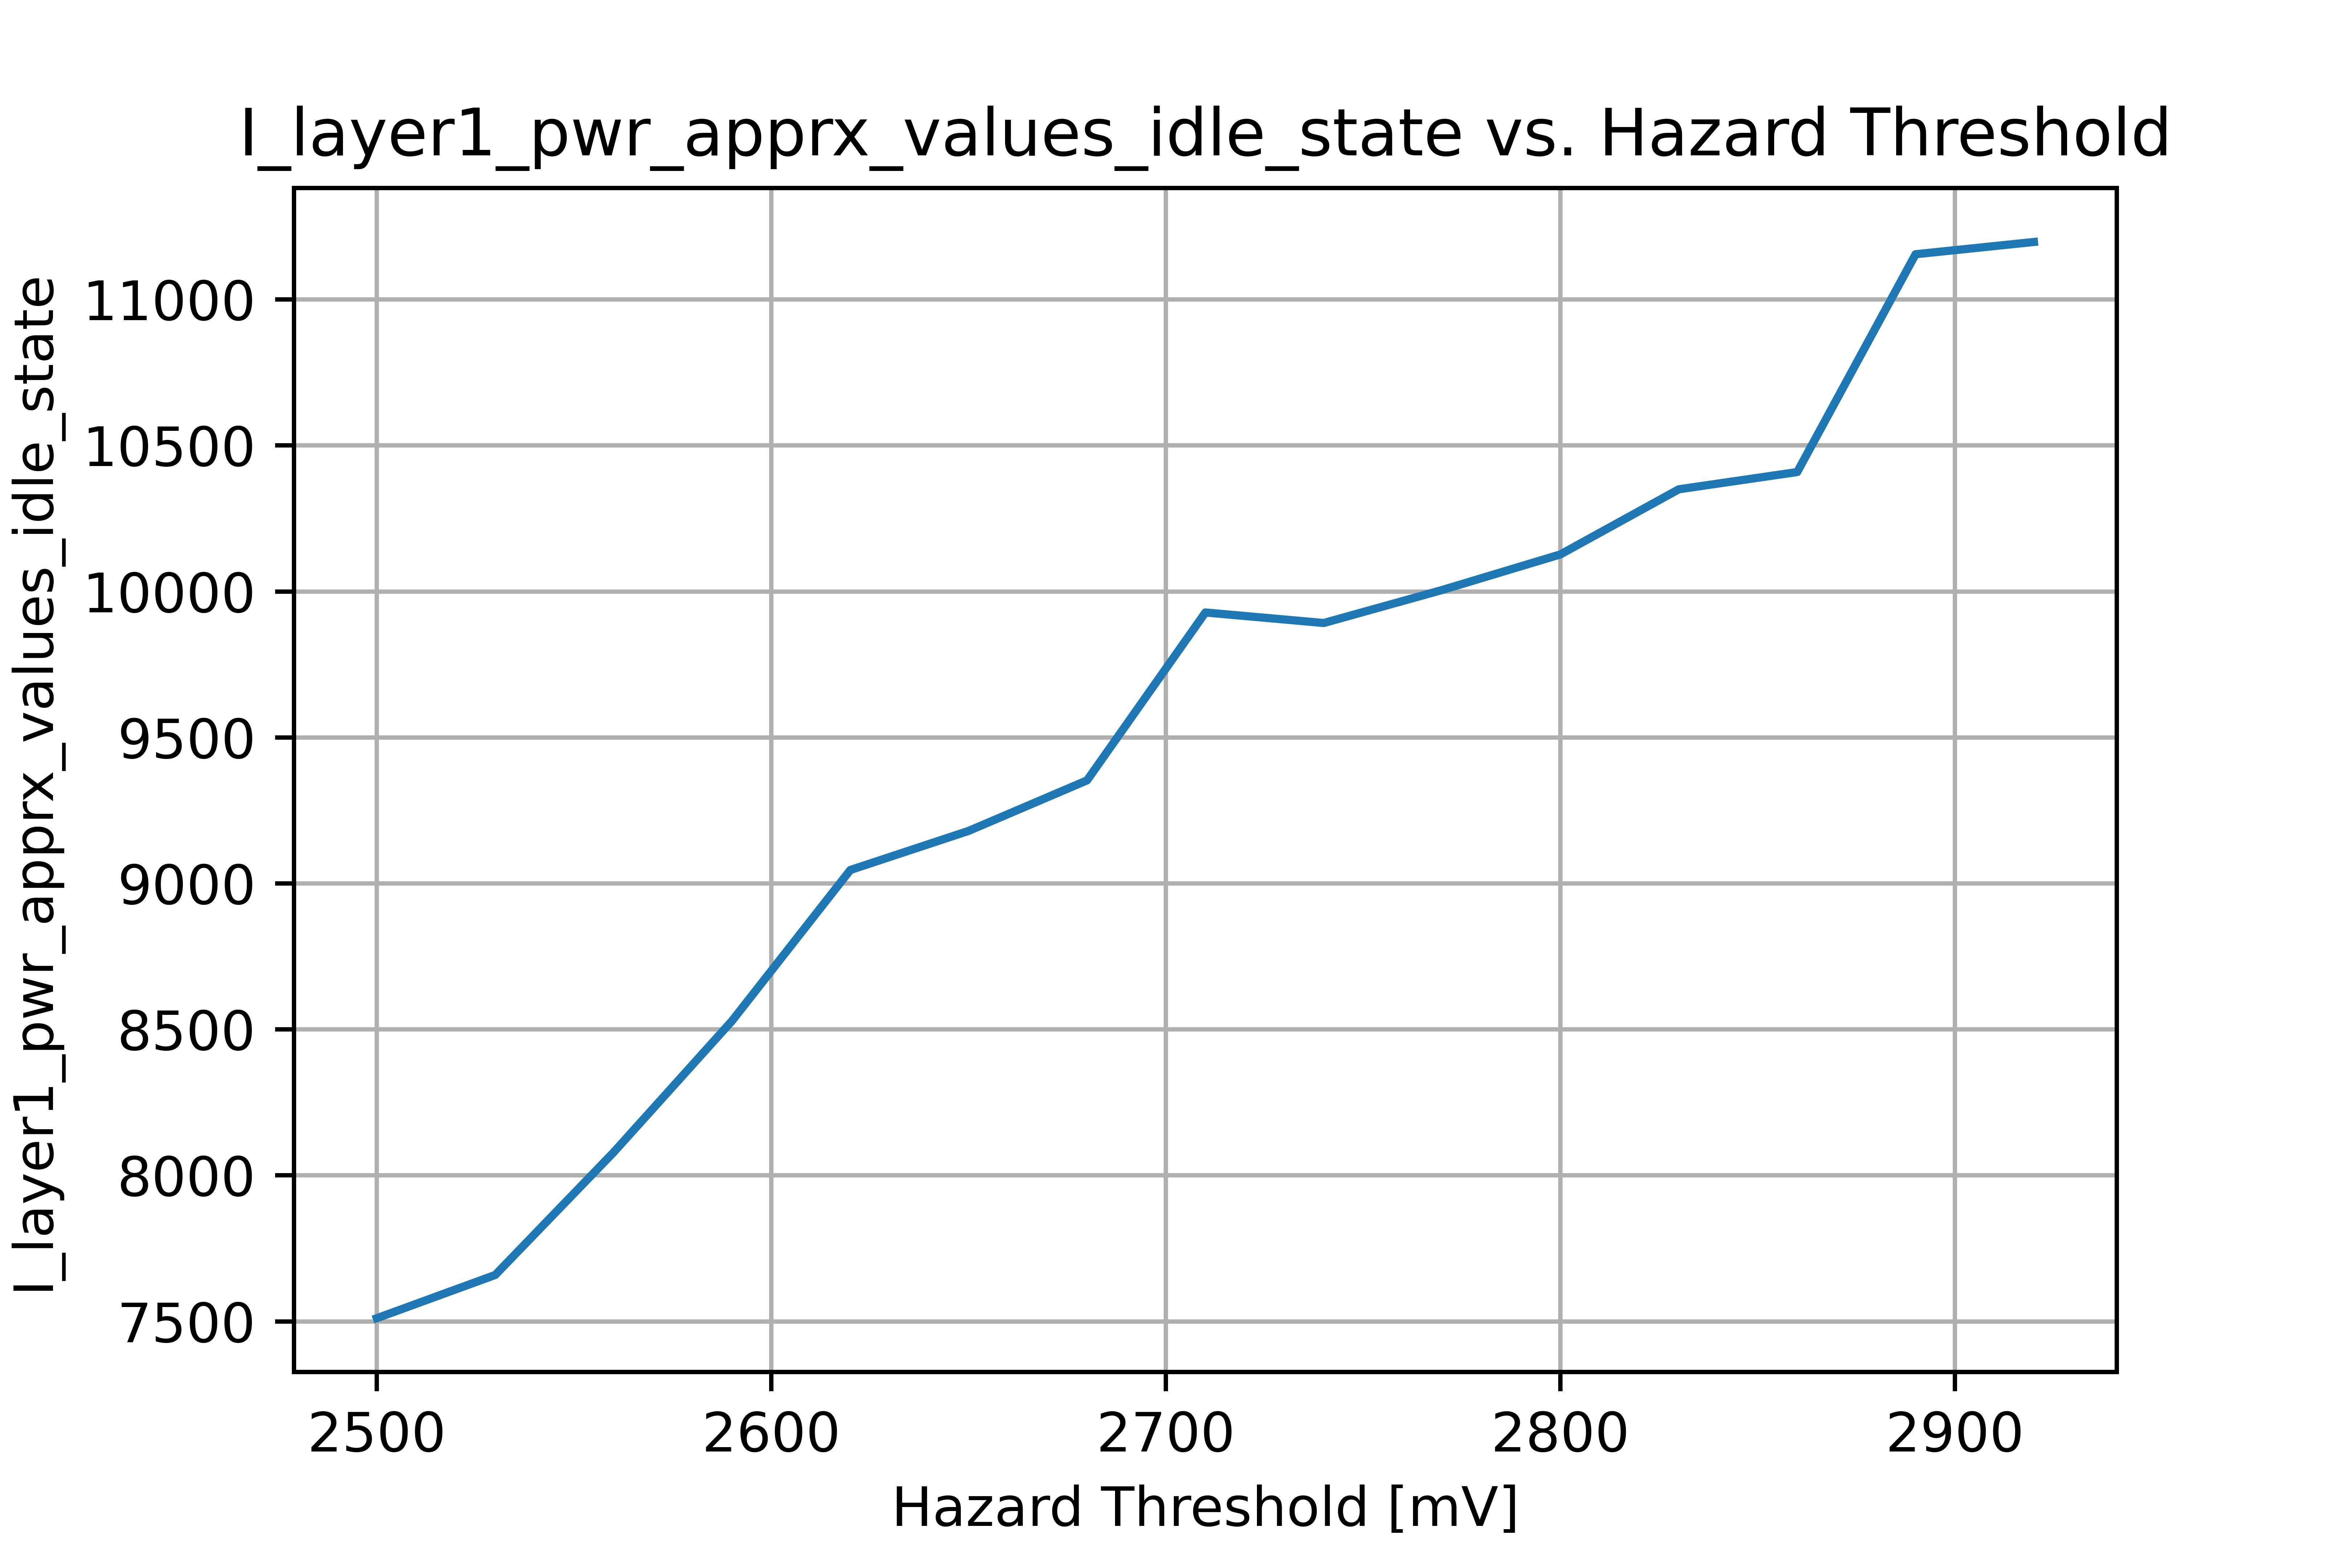 I_layer1_pwr_apprx_values_idle_state vs. Hazard Threshold
I_layer1_pwr_apprx_values_idle_state
11000
10500
10000
9500
9000
8500
8000
7500
2500 2600 2700 2800 2900
Hazard Threshold [mV]